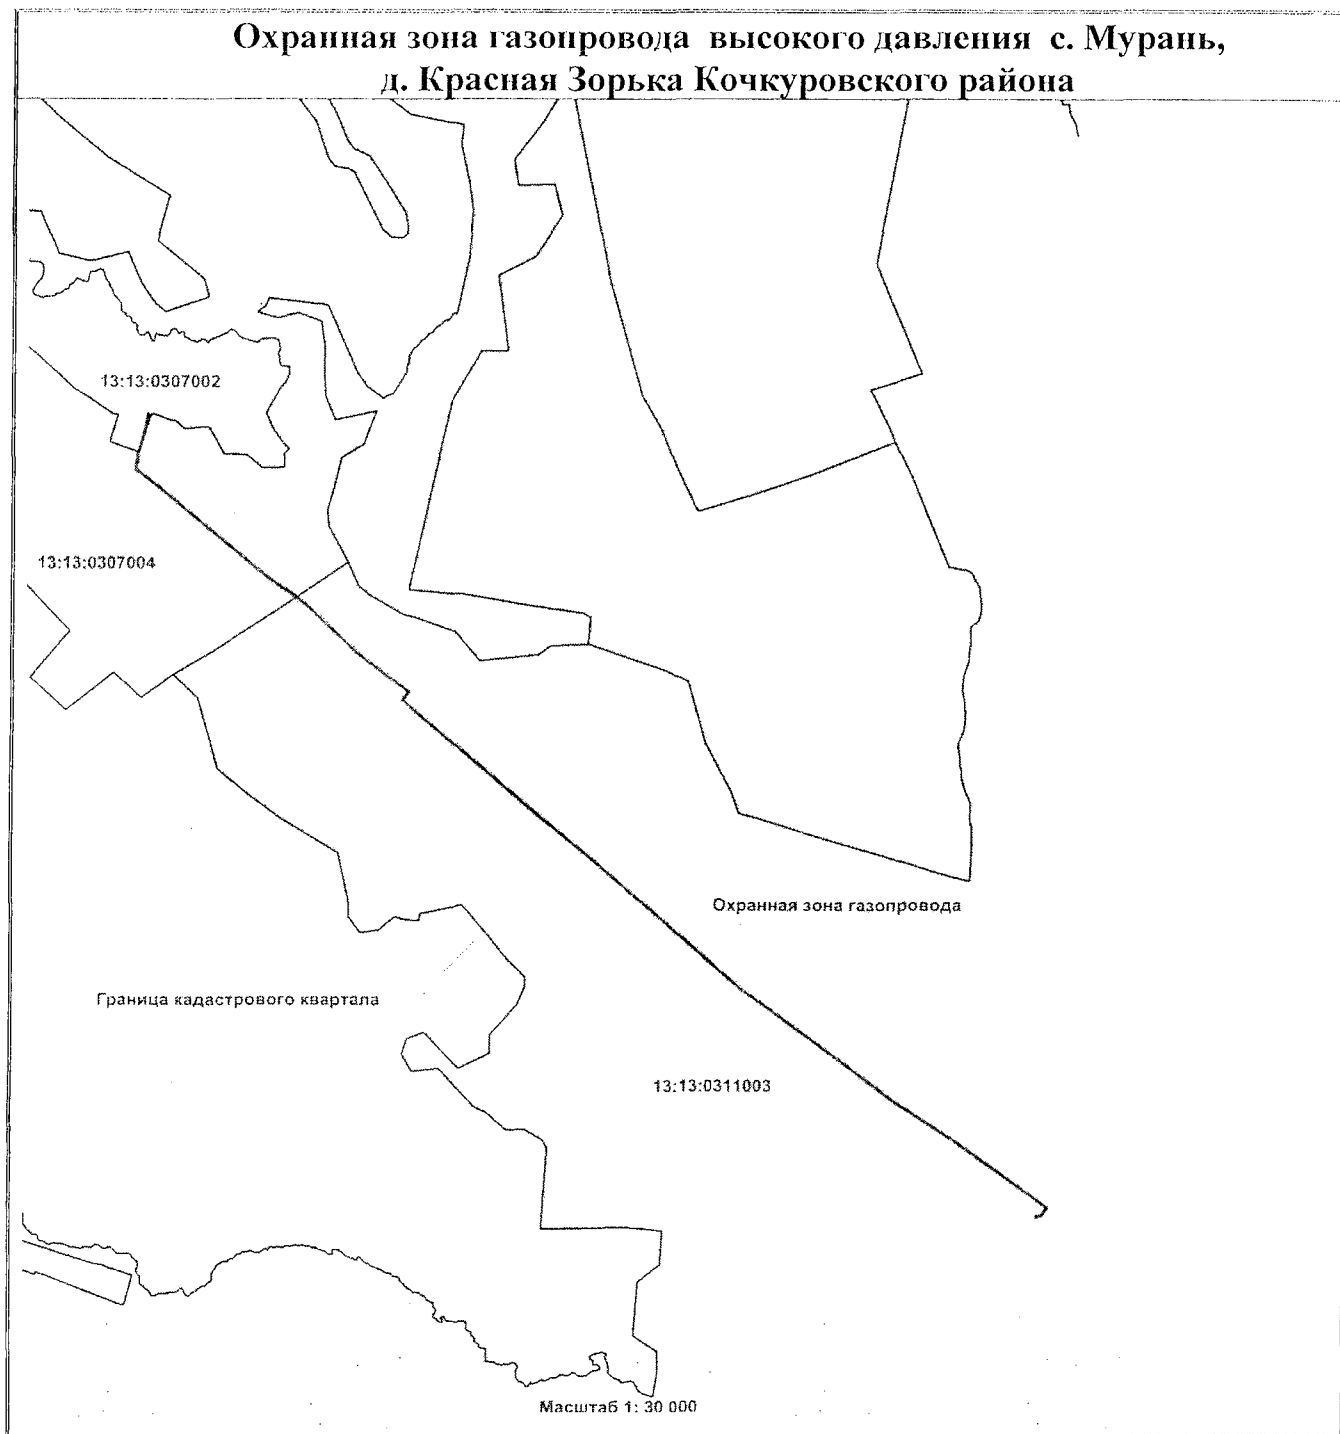 Охранная зона газопровода высокого давления с. Мурань,
д. Красная Зорька Кочкуровского района
13:13:0307002
13:13:0307004
Охранная зона газопровода
Граница кадастрового квартала
13:13:0311003
Масштаб 1: 30 000